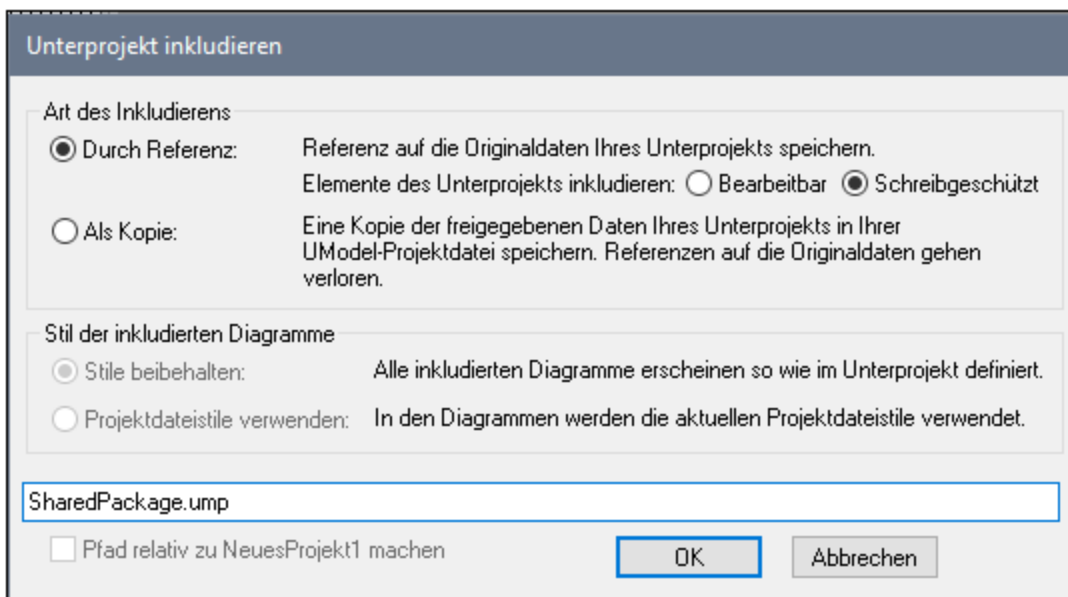 Unterprojekt inkludieren
Art des Inkludierens
Durch Referenz: Referenz auf die Originaldaten Ihres Unterprojekts speichern.
Elemente des Unterprojekts inkludieren: Bearbeitbar Schreibgeschützt
Als Kopie: Eine Kopie der freigegebenen Daten Ihres Unterprojekts in Ihrer
UModel-Projektdatei speichern. Referenzen auf die Originaldaten gehen
verloren.
Stil der inkludierten Diagramme
Stile beibehalten: Alle inkludierten Diagramme erscheinen so wie im Unterprojekt definiert.
Projektdateistile verwenden: In den Diagrammen werden die aktuellen Projektdateistile verwendet.
SharedPackage.ump
Pfad relativ zu NeuesProjekt1 machen OK Abbrechen